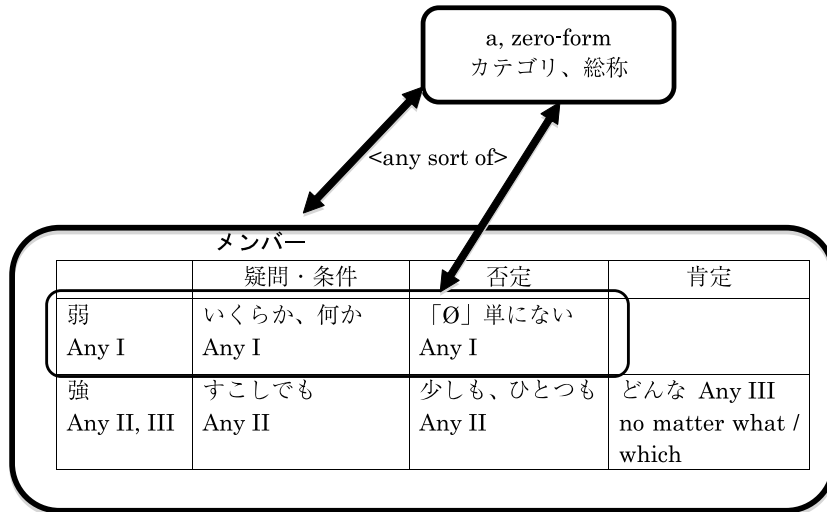 a, zero-form
カテゴリ、総称
<any sort of>
メンバー
疑問・条件 否定 肯定
弱 いくらか、何か 「Ø」単にない
Any I Any I Any I
強 すこしでも 少しも、ひとつも どんな Any III
Any II, III Any II Any II no matter what /
which